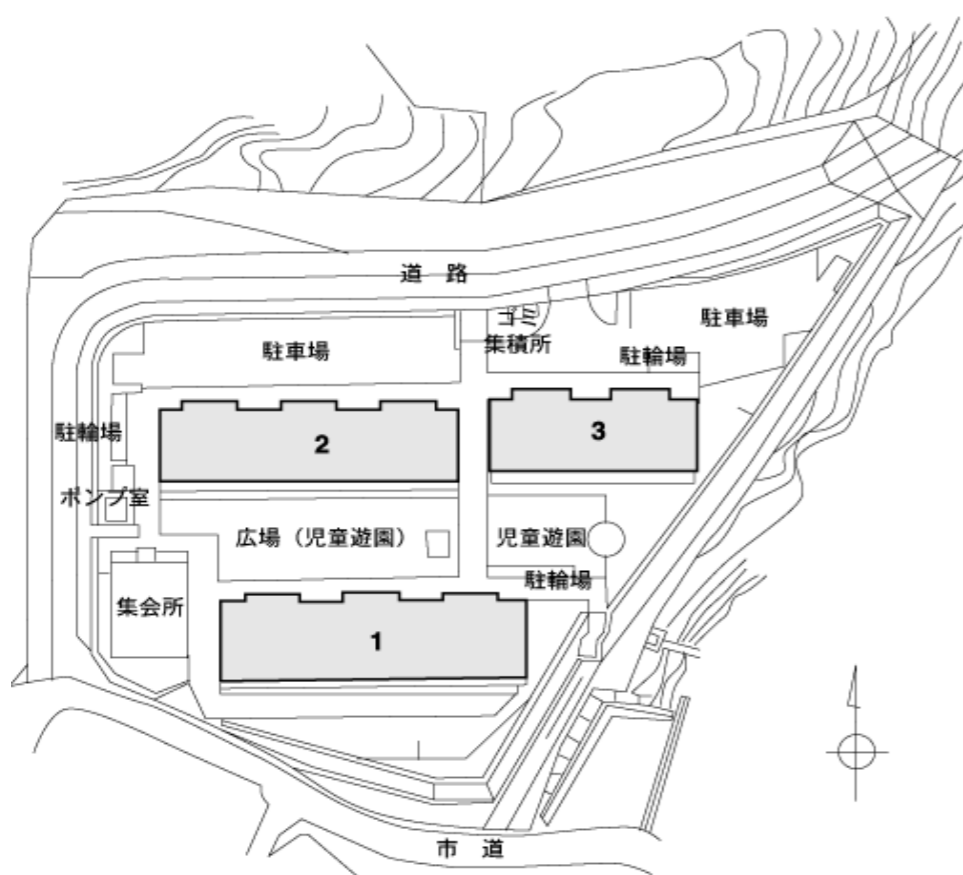 道 路
ゴミ
集積所
駐車場
駐車場
駐輪場
駐輪場
2
3
ポンプ室
広場（児童遊園）
児童遊園
駐輪場
集会所
1
市 道